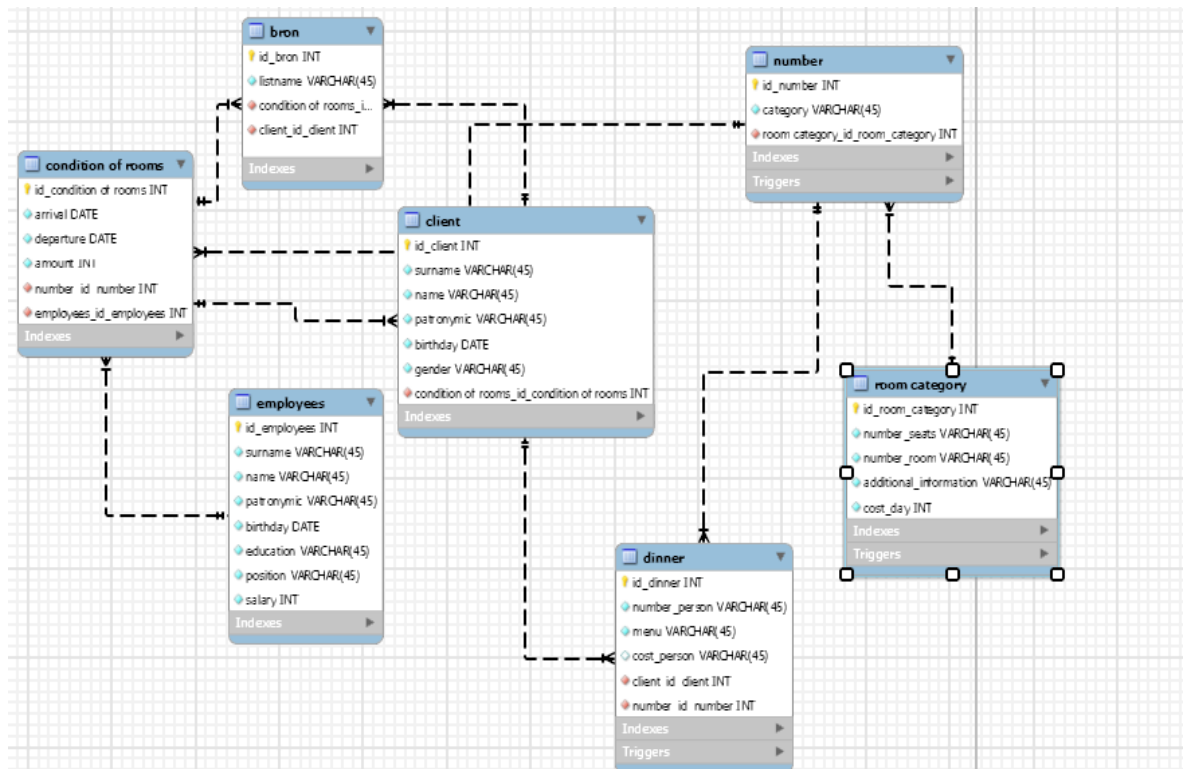 bron
id_bron INT
listname VARCHAR(45)
condition of rooms_i...
client_id_client INT
Indexes
number
id_number INT
category VARCHAR(45)
room category_id_room_category INT
Indexes
Triggers
condition of rooms
id_condition of rooms INT
arrival DATE
departure DATE
amount INT
number_id_number INT
employees_id_employees INT
Indexes
client
id_client INT
surname VARCHAR(45)
name VARCHAR(45)
patronymic VARCHAR(45)
birthday DATE
gender VARCHAR(45)
condition of rooms_id_condition of rooms INT
Indexes
employees
id_employees INT
surname VARCHAR(45)
name VARCHAR(45)
patronymic VARCHAR(45)
birthday DATE
education VARCHAR(45)
position VARCHAR(45)
salary INT
Indexes
room category
id_room_category INT
number_seats VARCHAR(45)
number_room VARCHAR(45)
additional_information VARCHAR(45)
cost_day INT
Indexes
Triggers
dinner
id_dinner INT
number_person VARCHAR(45)
menu VARCHAR(45)
cost_person VARCHAR(45)
client_id_client INT
number_id_number INT
Indexes
Triggers